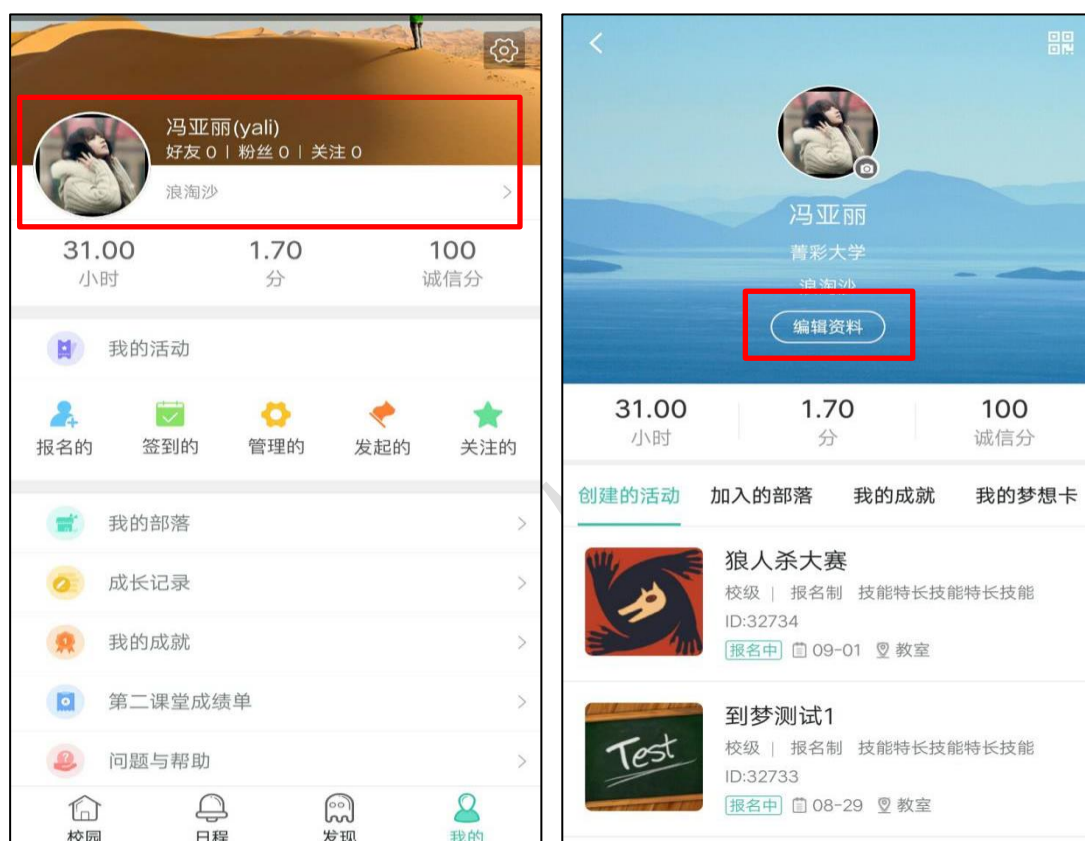 冯亚丽(yali)
好友 0 | 粉丝 0 | 关注 0
浪淘沙
31.00 1.70 100
小时 分 诚信分
我的活动
报名的 签到的 管理的 发起的 关注的
我的部落
成长记录
我的成就
第二课堂成绩单
问题与帮助
校园 日程 发现 我的
冯亚丽
菁彩大学
浪淘沙
编辑资料
31.00 1.70 100
小时 分 诚信分
创建的活动 加入的部落 我的成就 我的梦想卡
狼人杀大赛
校级 | 报名制 技能特长技能特长技能
ID:32734
报名中 09-01 教室
Test
到梦测试1
校级 | 报名制 技能特长技能特长技能
ID:32733
报名中 08-29 教室